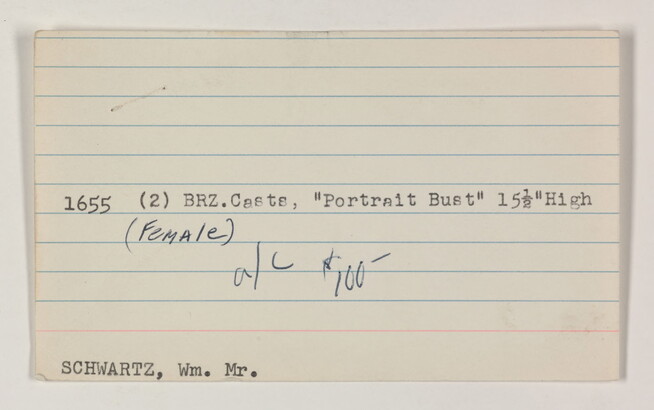 1655 (2) BRZ.Casts, "Portrait Bust" 15½"High
(Female)
a/c $100-
SCHWARTZ, Wm. Mr.